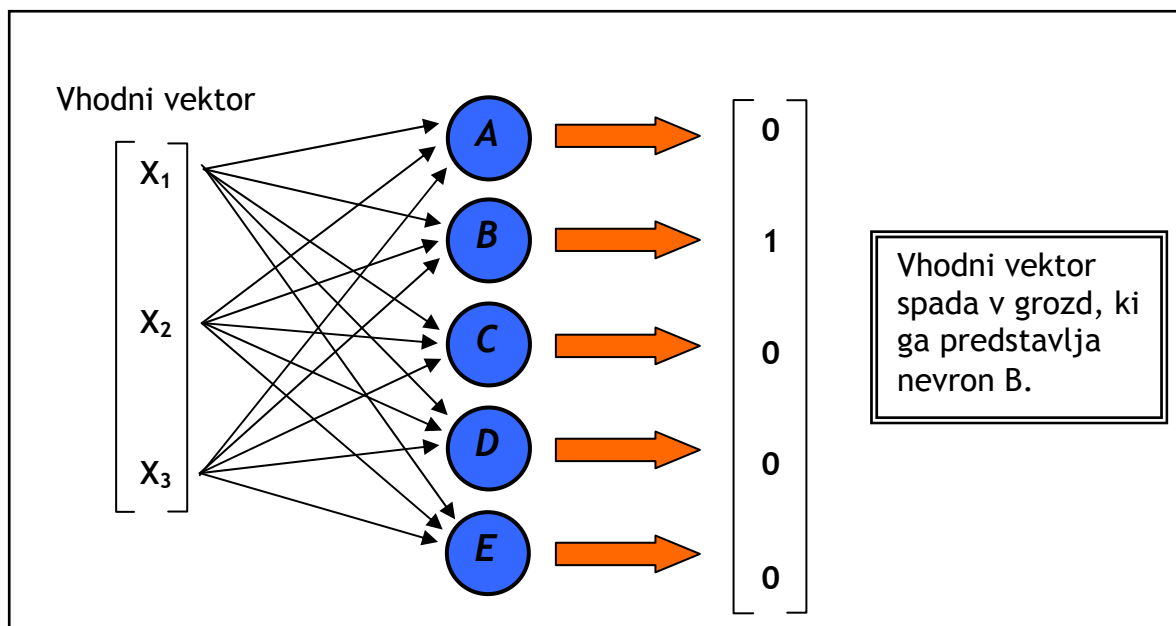 Vhodni vektor
X₁
X₂
X₃
A
B
C
D
E
0
1
0
0
0
Vhodni vektor
spada v grozd, ki
ga predstavlja
nevron B.